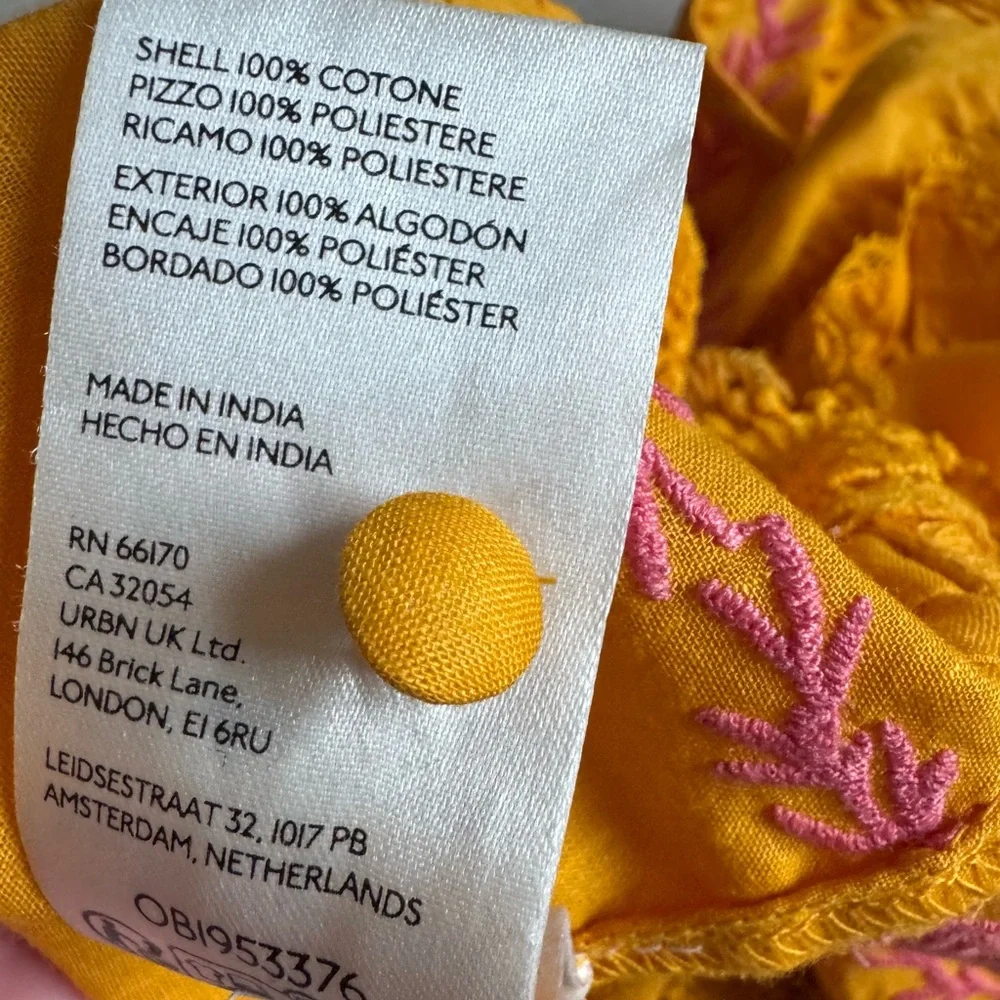 SHELL 100% COTONE
PIZZO 100% POLIESTERE
RICAMO 100% POLIESTERE
EXTERIOR 100% ALGODÓN
ENCAJE 100% POLIÉSTER
BORDADO 100% POLIÉSTER
MADE IN INDIA
HECHO EN INDIA
RN 66170
CA 32054
URBN UK Ltd.
146 Brick Lane,
LONDON, E1 6RU
LEIDSESTRAAT 32, 1017 PB
AMSTERDAM, NETHERLANDS
OB1953376